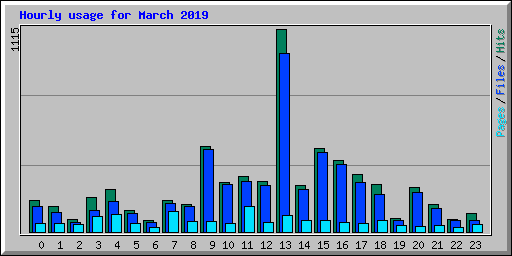 Hourly usage for March 2019
1115
Pages/Files/Hits
0 1 2 3 4 5 6 7 8 9 10 11 12 13 14 15 16 17 18 19 20 21 22 23